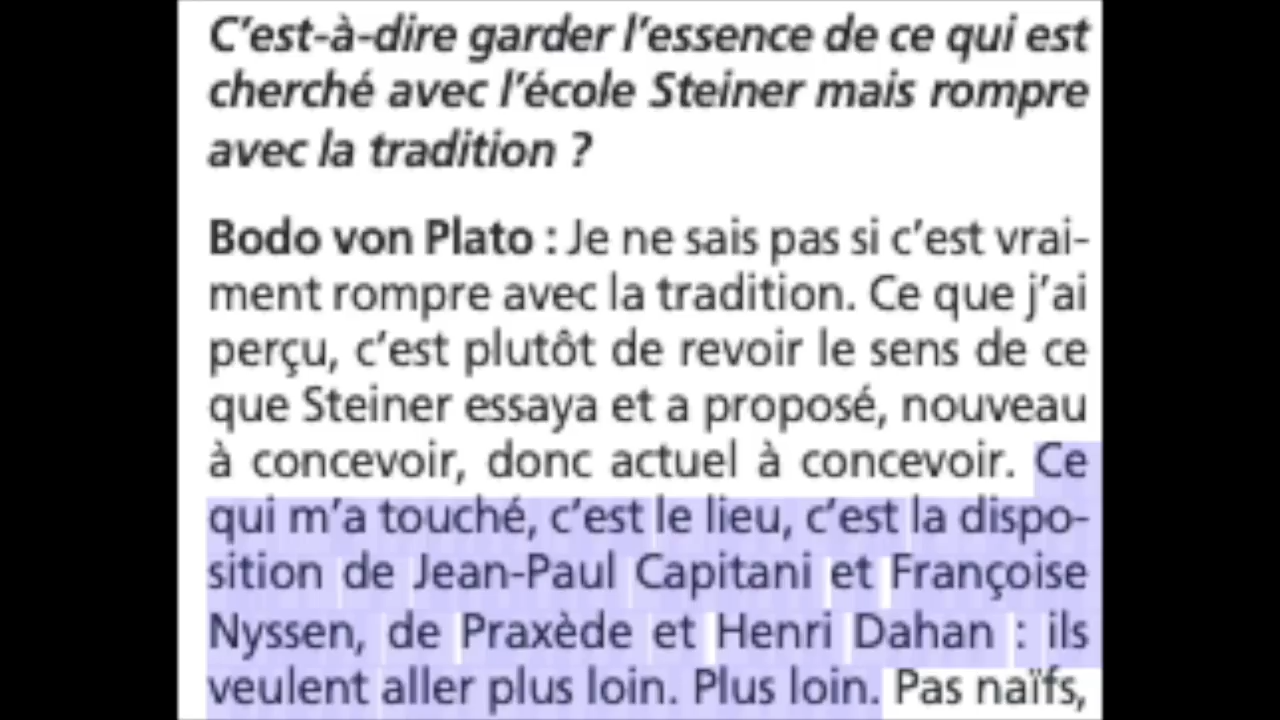 C'est-à-dire garder l'essence de ce qui est
cherché avec l'école Steiner mais rompre
avec la tradition ?
Bodo von Plato : Je ne sais pas si c'est vrai-
ment rompre avec la tradition. Ce que j'ai
perçu, c'est plutôt de revoir le sens de ce
que Steiner essaya et a proposé, nouveau
à concevoir, donc actuel à concevoir. Ce
qui m'a touché, c'est le lieu, c'est la dispo-
sition de Jean-Paul Capitani et Françoise
Nyssen, de Praxède et Henri Dahan : ils
veulent aller plus loin. Plus loin. Pas naïfs,